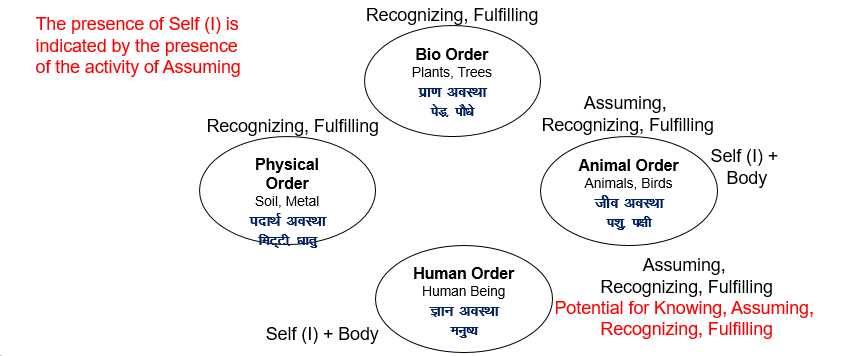 The presence of Self (I) is
indicated by the presence
of the activity of Assuming
Recognizing, Fulfilling
Bio Order
Plants, Trees
प्राण अवस्था
पेड़, पौधे
Recognizing, Fulfilling
Physical
Order
Soil, Metal
पदार्थ अवस्था
मिट्टी, धातु
Assuming,
Recognizing, Fulfilling
Animal Order
Animals, Birds
जीव अवस्था
पशु, पक्षी
Self (I) +
Body
Human Order
Human Being
ज्ञान अवस्था
मनुष्य
Self (I) + Body
Assuming,
Recognizing, Fulfilling
Potential for Knowing, Assuming,
Recognizing, Fulfilling